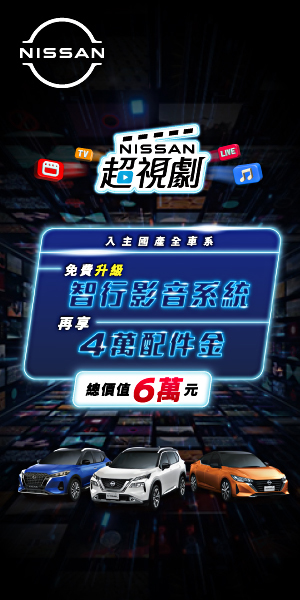 NISSAN
TV
LIVE
NISSAN
超視劇
入主國產全車系
免費升級
智行影音系統
再享
4萬配件金
總價值6萬元